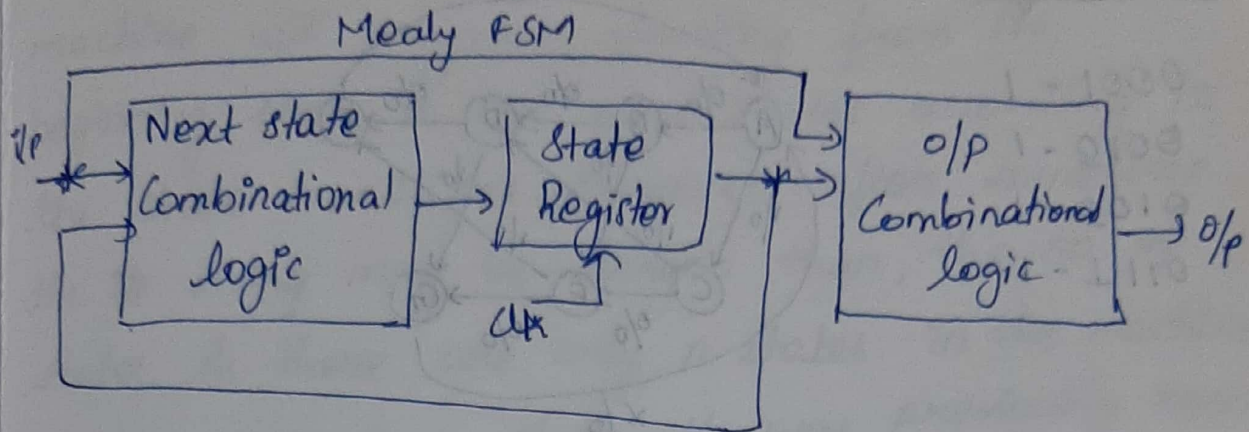 Mealy FSM
i/p
Next state
Combinational
logic
State
Register
clk
o/p
Combinational
logic
o/p